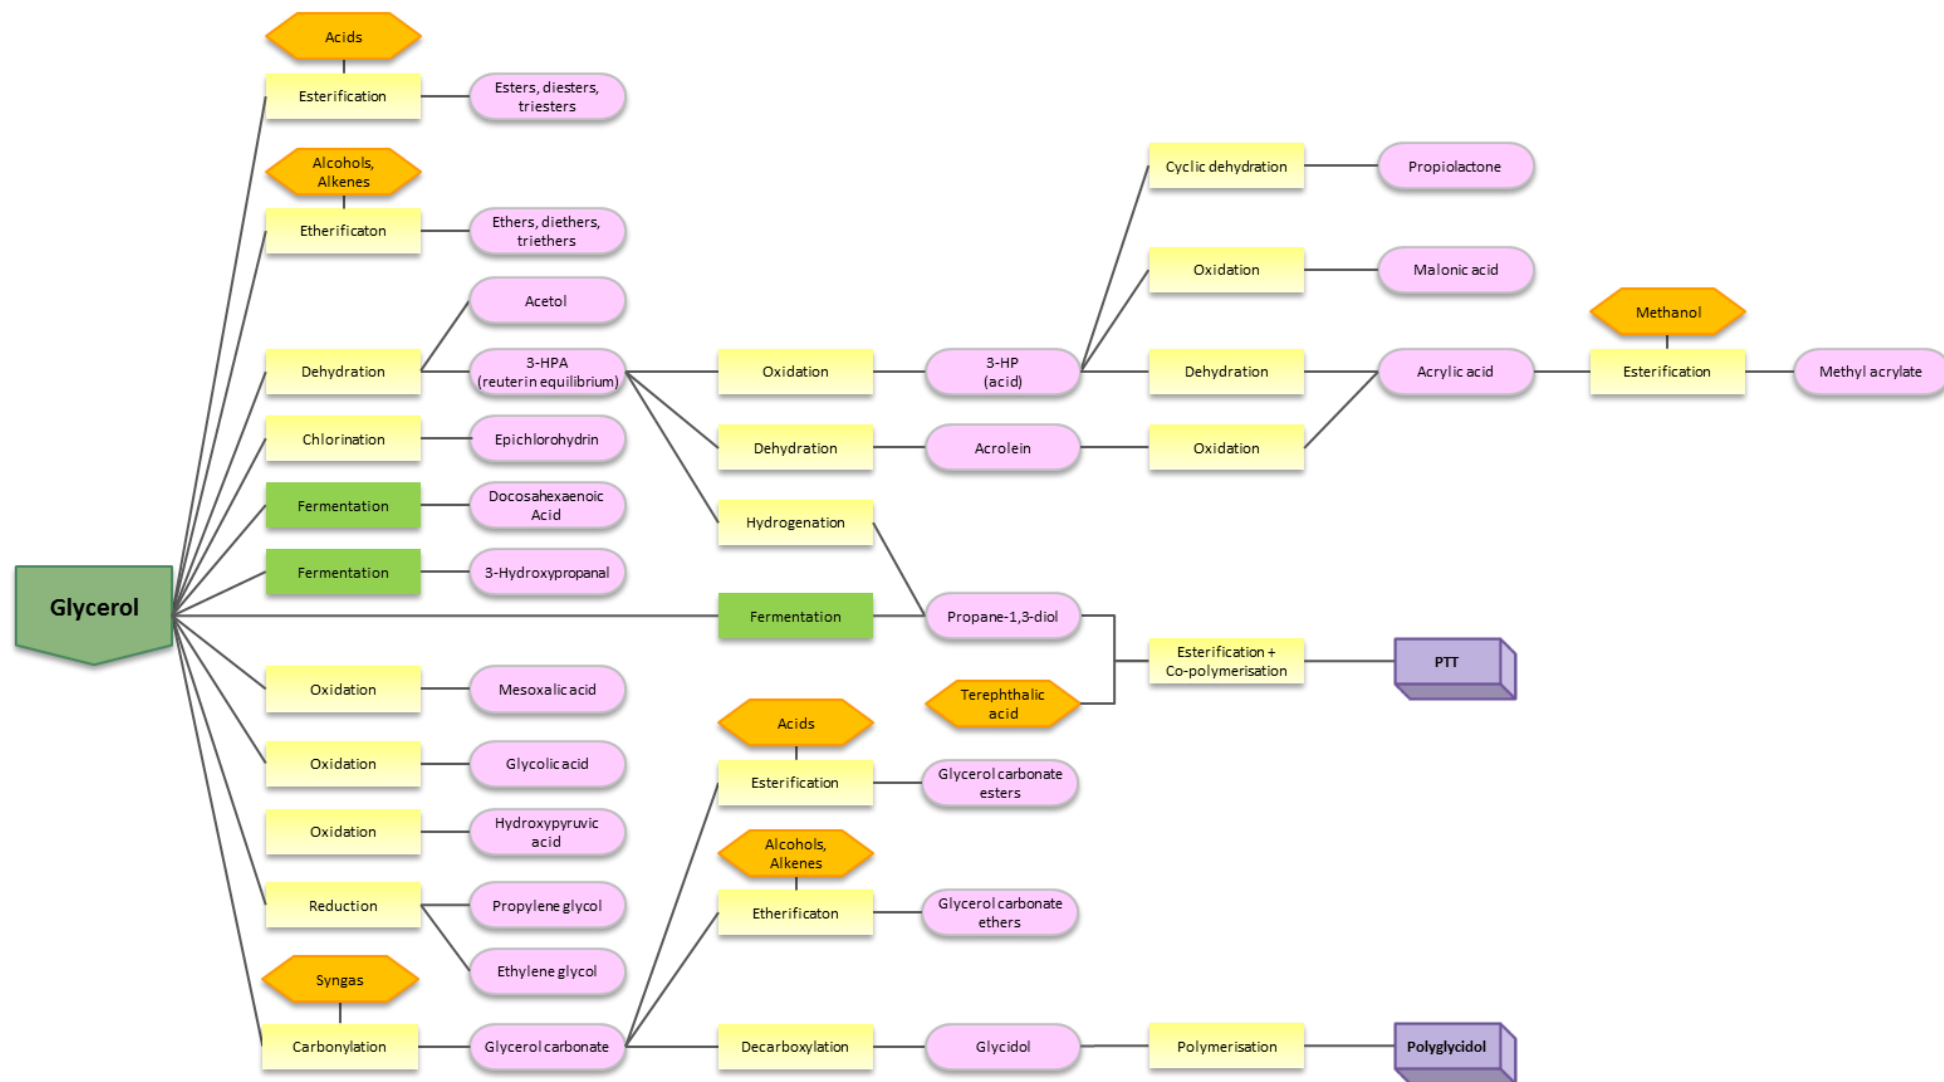 Acids
Esterification
Esters, diesters,
triesters
Alcohols,
Alkenes
Etherificaton
Ethers, diethers,
triethers
Cyclic dehydration
Propiolactone
Oxidation
Malonic acid
Acetol
Methanol
Dehydration
3-HPA
(reuterin equilibrium)
Oxidation
3-HP
(acid)
Dehydration
Acrylic acid
Esterification
Methyl acrylate
Chlorination
Epichlorohydrin
Dehydration
Acrolein
Oxidation
Fermentation
Docosahexaenoic
Acid
Hydrogenation
Fermentation
3-Hydroxypropanal
Glycerol
Fermentation
Propane-1,3-diol
Esterification +
Co-polymerisation
PTT
Oxidation
Mesoxalic acid
Terephthalic
acid
Acids
Oxidation
Glycolic acid
Esterification
Glycerol carbonate
esters
Oxidation
Hydroxypyruvic
acid
Alcohols,
Alkenes
Reduction
Propylene glycol
Etherificaton
Glycerol carbonate
ethers
Ethylene glycol
Syngas
Carbonylation
Glycerol carbonate
Decarboxylation
Glycidol
Polymerisation
Polyglycidol